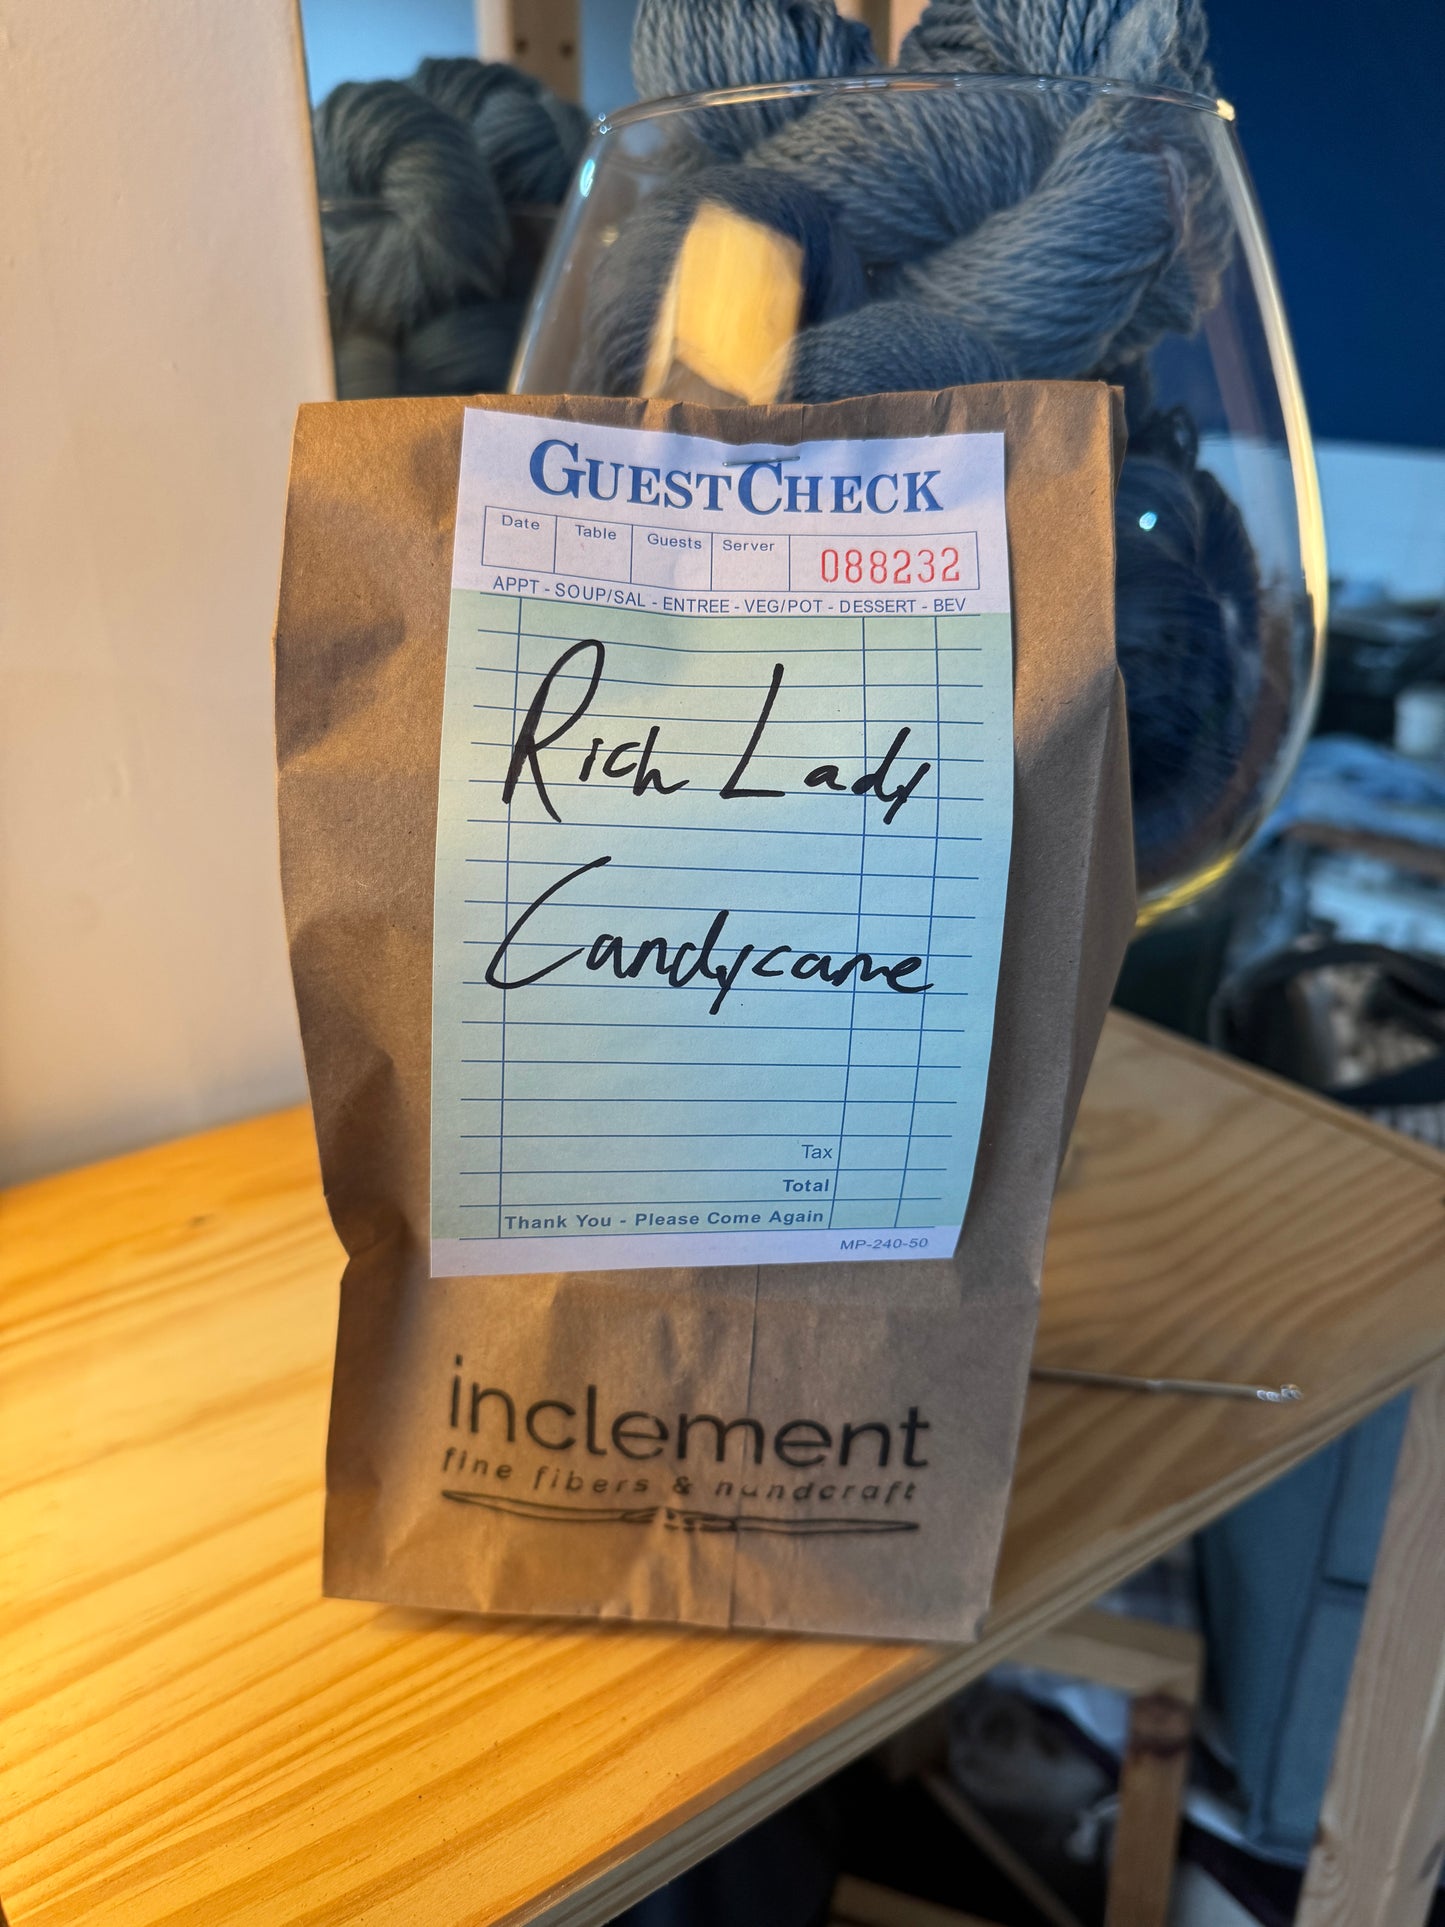 GUESTCHECK
Date Table Guests Server 088232
APPT - SOUP/SAL - ENTREE - VEG/POT - DESSERT - BEV
Rich Lady
Candycane
Tax
Total
Thank You - Please Come Again
MP-240-50
inclement
fine fibers & handcraft